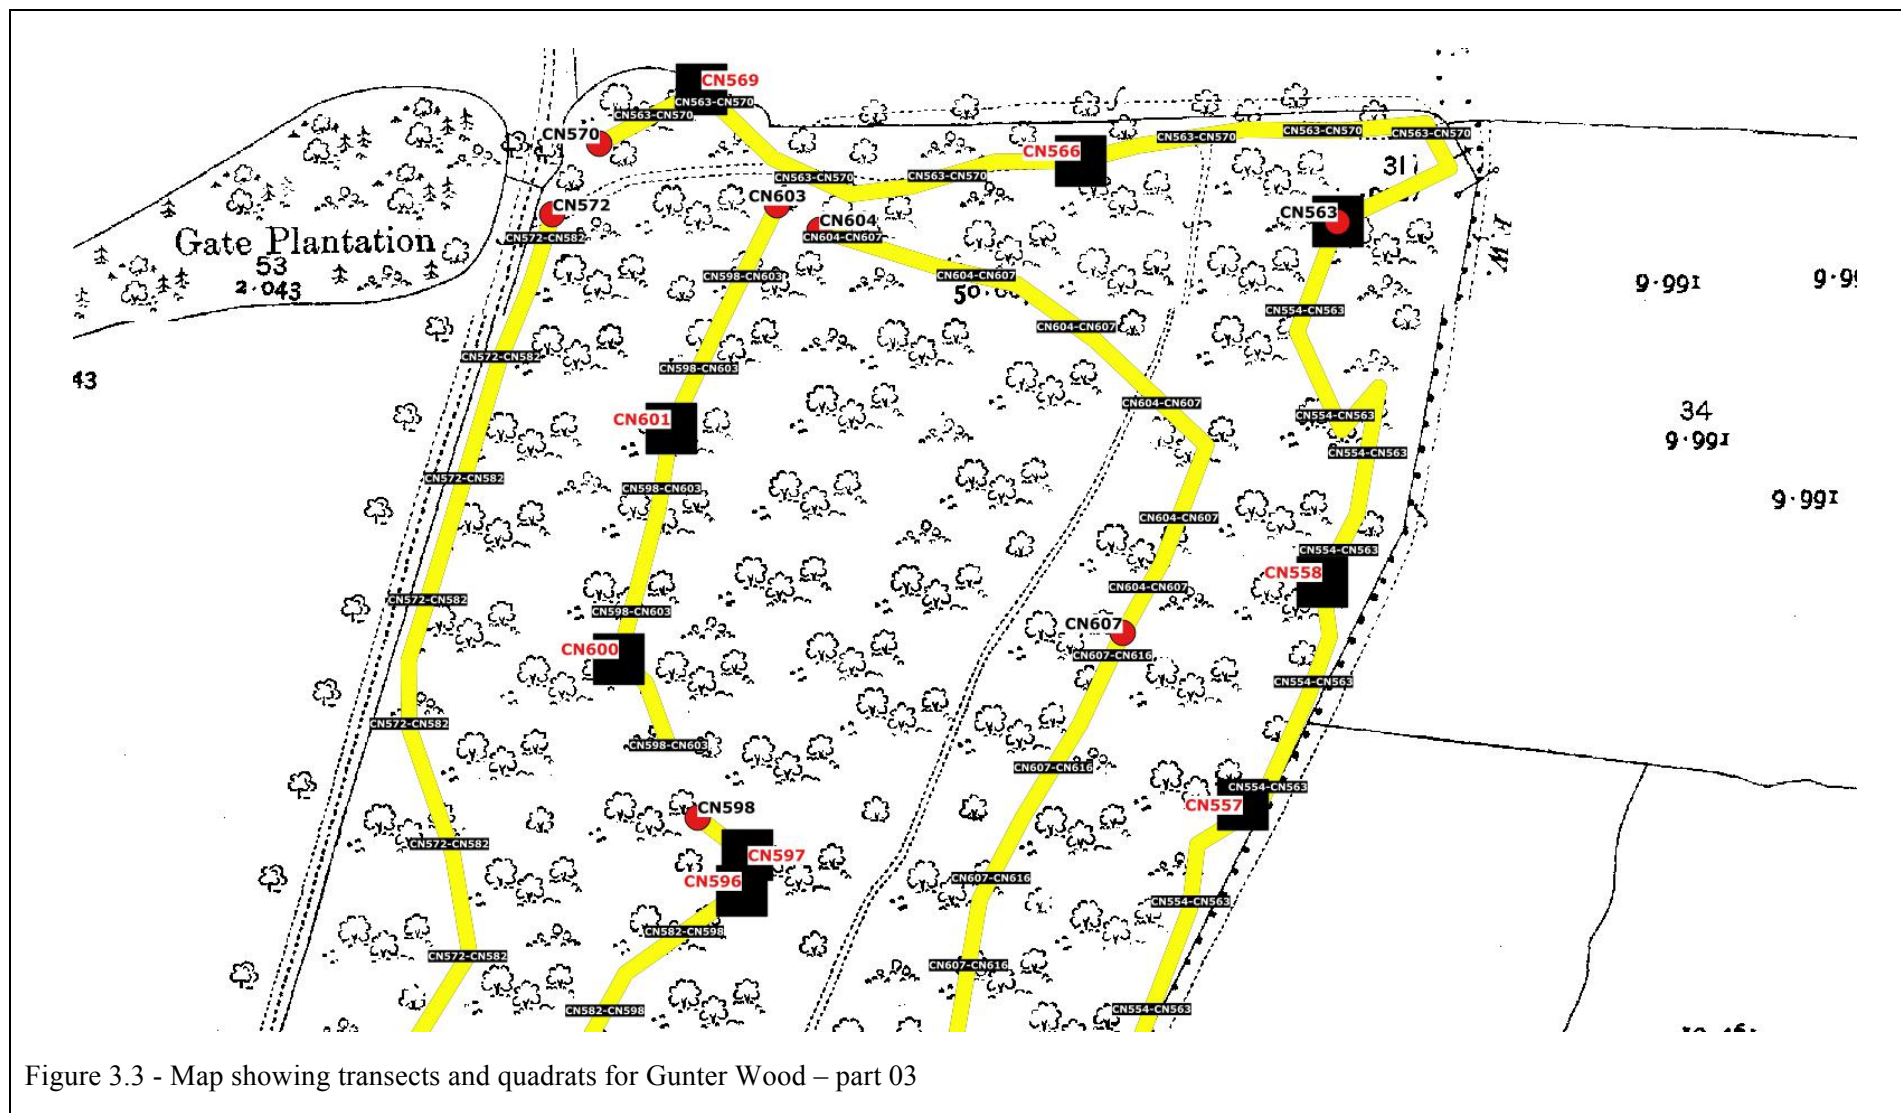 CN569
CN563-CN570
CN563-CN570
CN570
CN563-CN570
CN563-CN570
CN563-CN570
CN566
31
CN563-CN570
CN563-CN570
CN572
CN603
CN604
CN563
CN572-CN582
CN604-CN607
Gate Plantation
53
2.043
CN598-CN603
CN604-CN607
9.991
CN554-CN563
CN604-CN607
CN572-CN582
CN598-CN603
43
CN604-CN607
34
9.991
CN601
CN554-CN563
CN554-CN563
CN572-CN582
CN598-CN603
9.991
CN604-CN607
CN554-CN563
CN558
CN604-CN607
CN572-CN582
CN598-CN603
CN607
CN600
CN607-CN616
CN554-CN563
CN572-CN582
CN598-CN603
CN607-CN616
CN554-CN563
CN557
CN598
CN572-CN582
CN597
CN596
CN607-CN616
CN554-CN563
CN582-CN598
CN572-CN582
CN607-CN616
CN582-CN598
CN554-CN563
Figure 3.3 - Map showing transects and quadrats for Gunter Wood – part 03